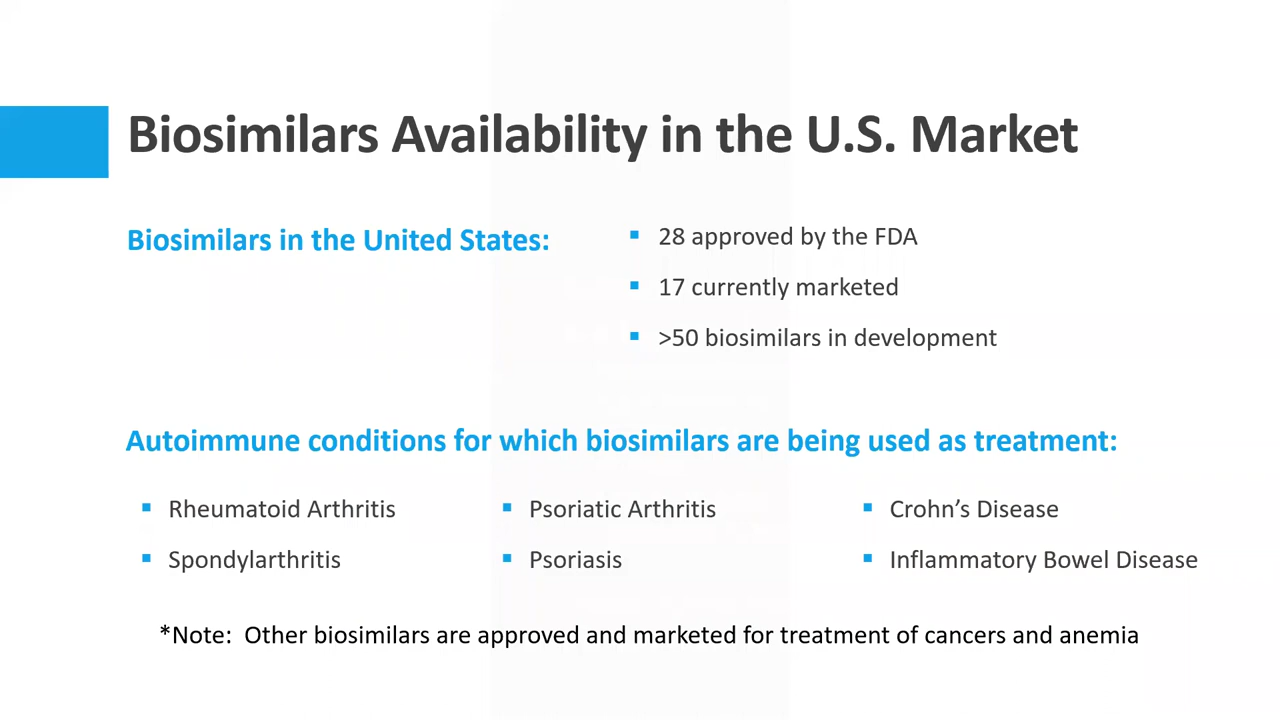 Biosimilars Availability in the U.S. Market
Biosimilars in the United States:
▪ 28 approved by the FDA
▪ 17 currently marketed
▪ >50 biosimilars in development
Autoimmune conditions for which biosimilars are being used as treatment:
▪ Rheumatoid Arthritis
▪ Spondylarthritis
▪ Psoriatic Arthritis
▪ Psoriasis
▪ Crohn’s Disease
▪ Inflammatory Bowel Disease
*Note:  Other biosimilars are approved and marketed for treatment of cancers and anemia